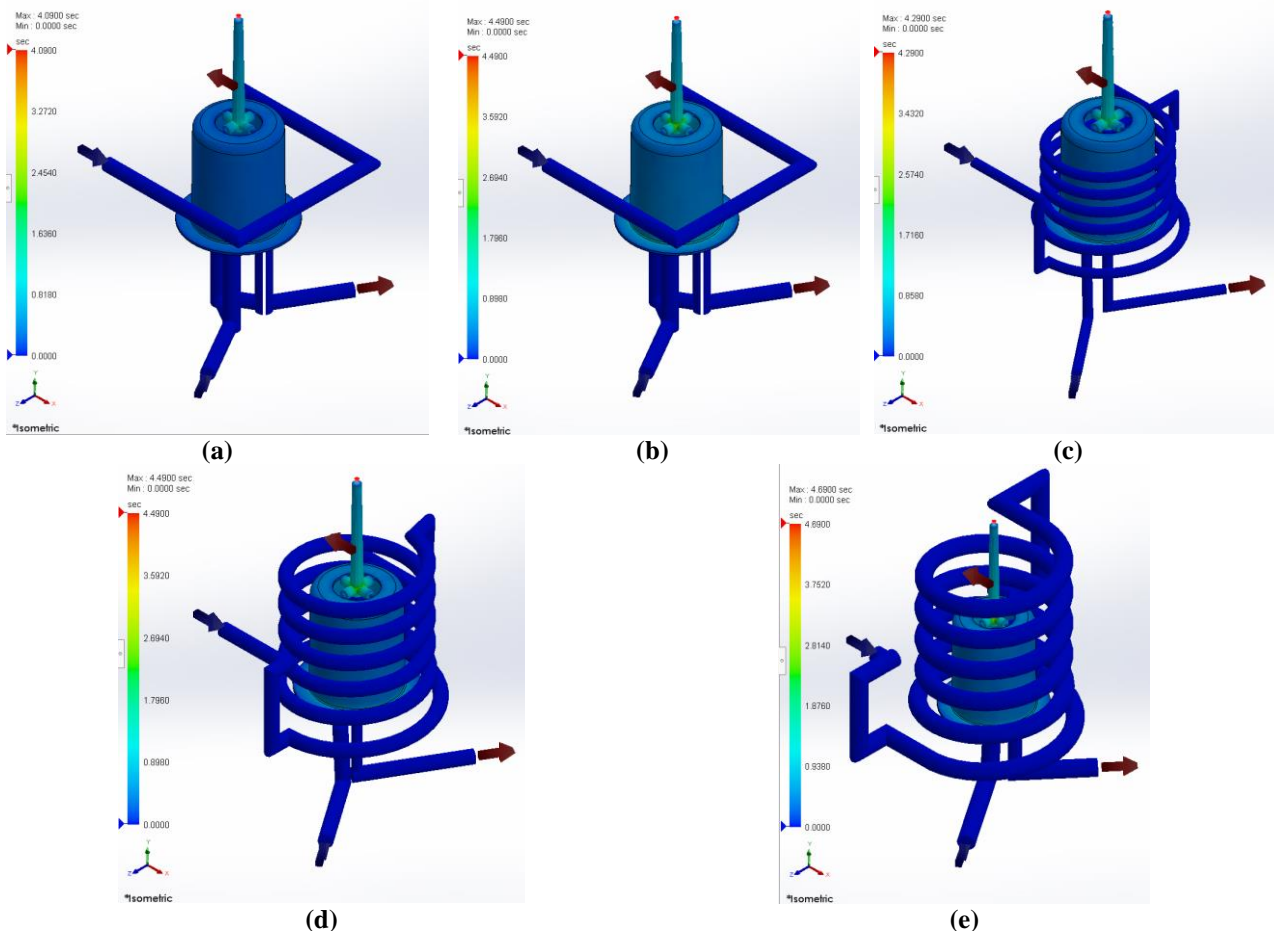 Max : 4.0900 sec
Min : 0.0000 sec
sec
4.0900
3.2720
2.4540
1.6360
0.8180
0.0000
Y
Z
X
*Isometric
(a)
Max : 4.4900 sec
Min : 0.0000 sec
sec
4.4900
3.5920
2.6940
1.7960
0.8980
0.0000
Y
Z
X
*Isometric
(b)
Max : 4.2900 sec
Min : 0.0000 sec
sec
4.2900
3.4320
2.5740
1.7160
0.8580
0.0000
Y
Z
X
*Isometric
(c)
Max : 4.4900 sec
Min : 0.0000 sec
sec
4.4900
3.5920
2.6940
1.7960
0.8980
0.0000
Y
Z
X
*Isometric
(d)
Max : 4.6900 sec
Min : 0.0000 sec
sec
4.6900
3.7520
2.8140
1.8760
0.9380
0.0000
Y
Z
X
*Isometric
(e)